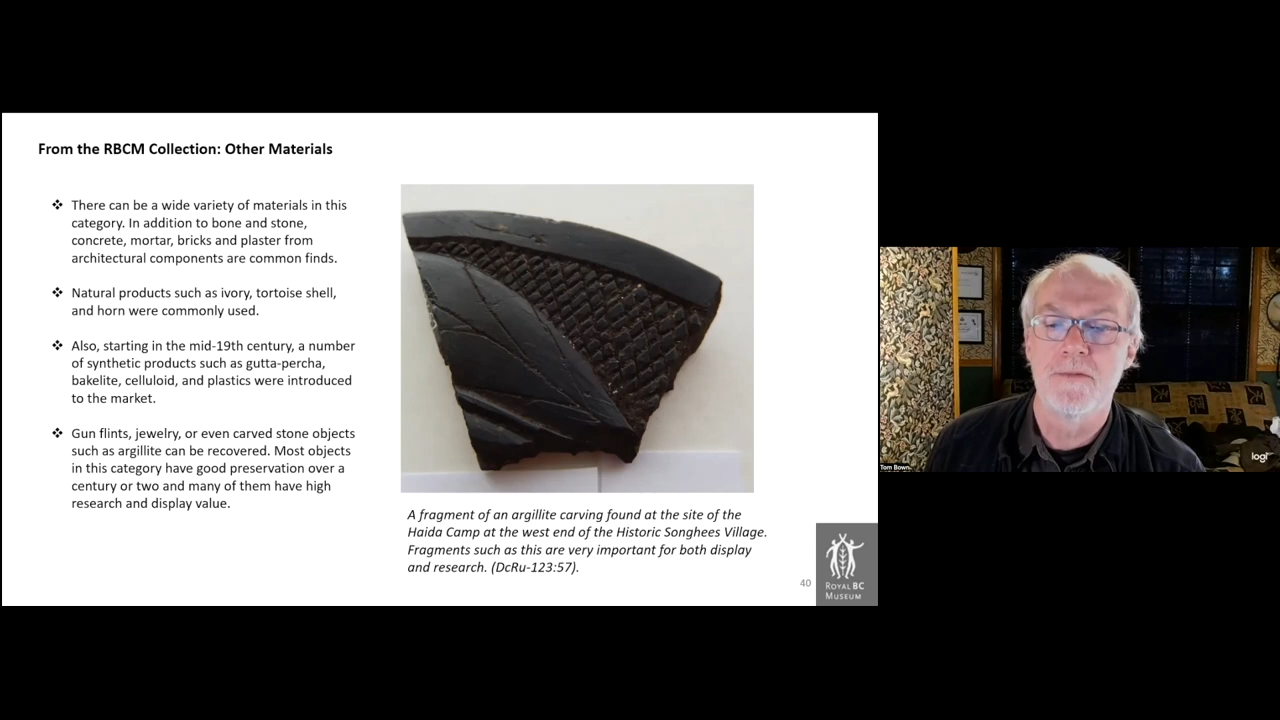 From the RBCM Collection: Other Materials
❖ There can be a wide variety of materials in this
category. In addition to bone and stone,
concrete, mortar, bricks and plaster from
architectural components are common finds.
❖ Natural products such as ivory, tortoise shell,
and horn were commonly used.
❖ Also, starting in the mid-19th century, a number
of synthetic products such as gutta-percha,
bakelite, celluloid, and plastics were introduced
to the market.
❖ Gun flints, jewelry, or even carved stone objects
such as argillite can be recovered. Most objects
in this category have good preservation over a
century or two and many of them have high
research and display value.
A fragment of an argillite carving found at the site of the
Haida Camp at the west end of the Historic Songhees Village.
Fragments such as this are very important for both display
and research. (DcRu-123:57).
40
ROYAL BC
MUSEUM
Tom Bown
logi